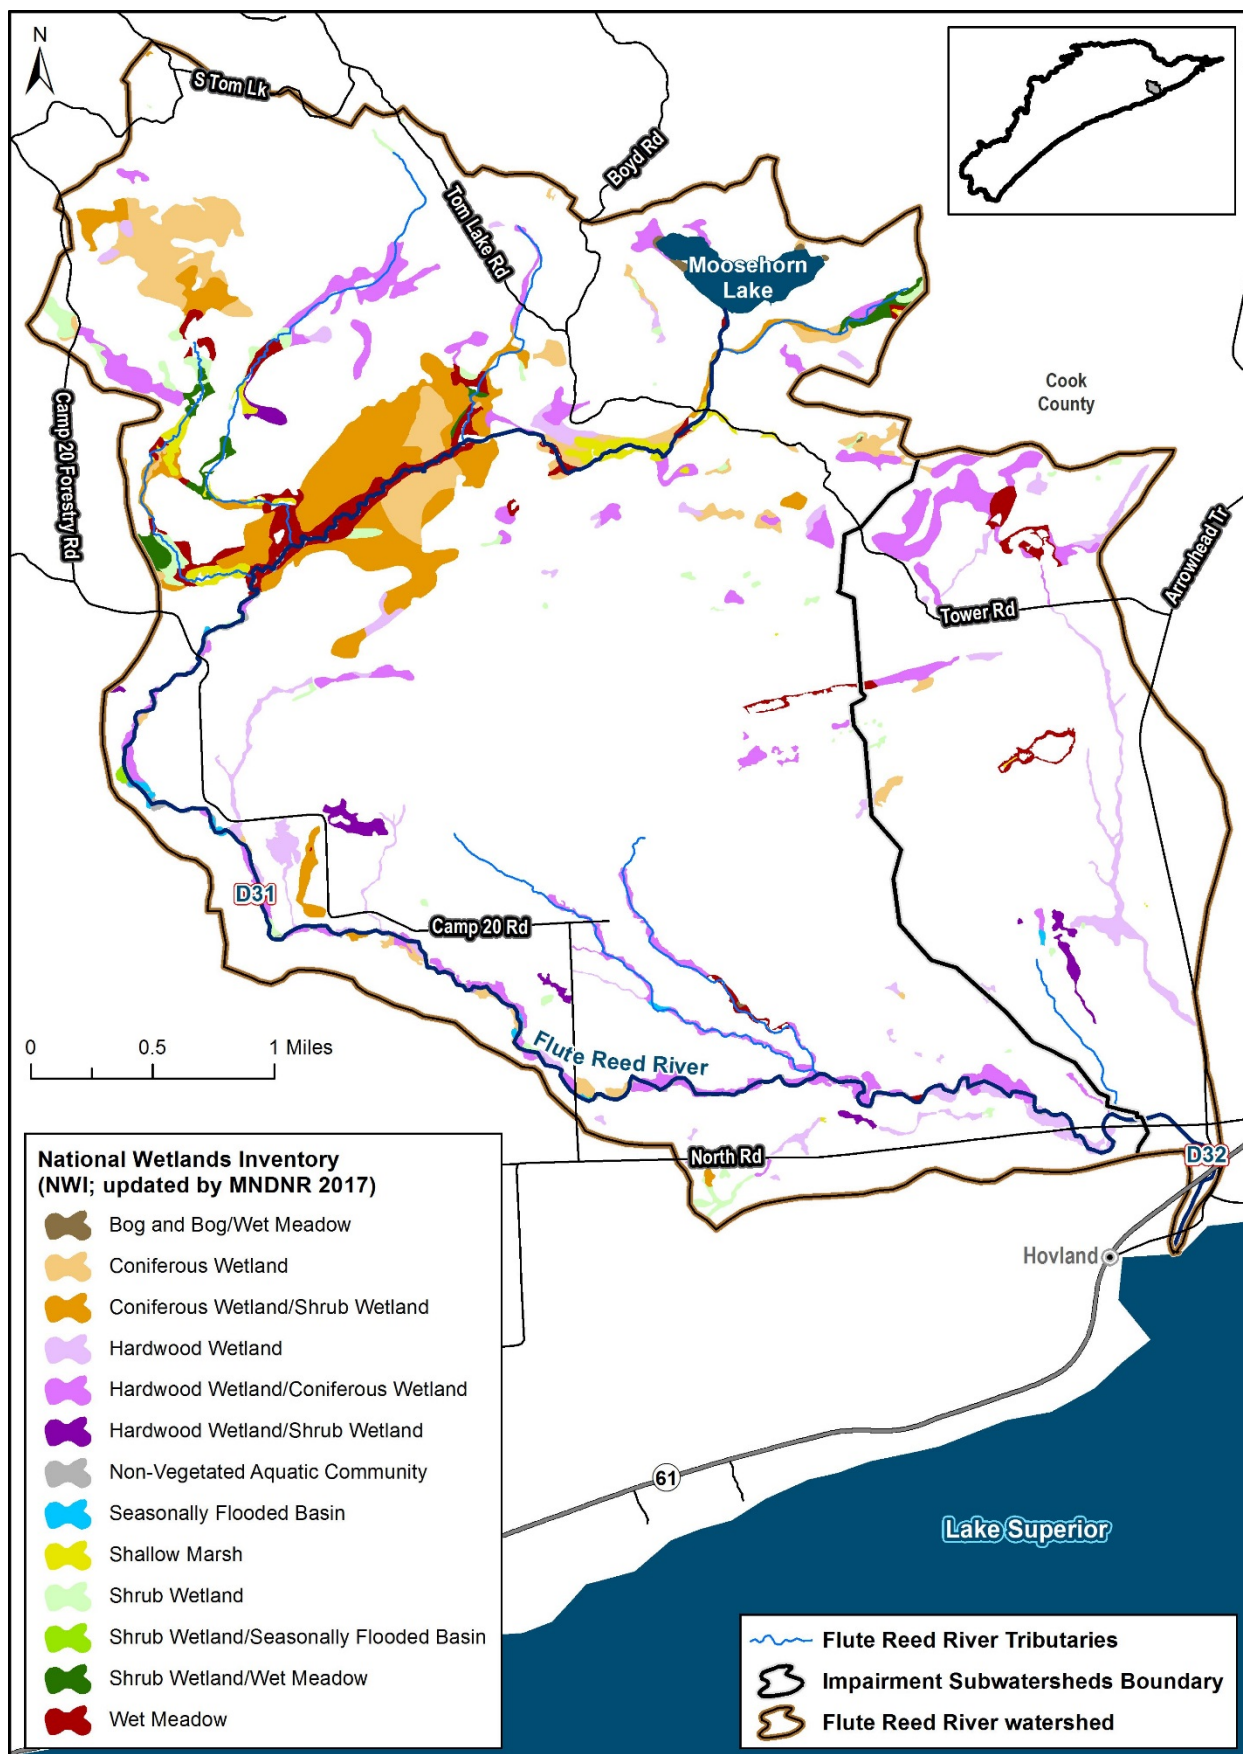 N
S Tom Lk
Boyd Rd
Tom Lake Rd
Moosehorn
Lake
Cook
County
Camp 20 Forestry Rd
Arrowhead Tr
Tower Rd
D31
Camp 20 Rd
0 0.5 1 Miles
Flute Reed River
North Rd
D32
Hovland
61
Lake Superior
National Wetlands Inventory
(NWI; updated by MNDNR 2017)
Bog and Bog/Wet Meadow
Coniferous Wetland
Coniferous Wetland/Shrub Wetland
Hardwood Wetland
Hardwood Wetland/Coniferous Wetland
Hardwood Wetland/Shrub Wetland
Non-Vegetated Aquatic Community
Seasonally Flooded Basin
Shallow Marsh
Shrub Wetland
Shrub Wetland/Seasonally Flooded Basin
Shrub Wetland/Wet Meadow
Wet Meadow
Flute Reed River Tributaries
Impairment Subwatersheds Boundary
Flute Reed River watershed